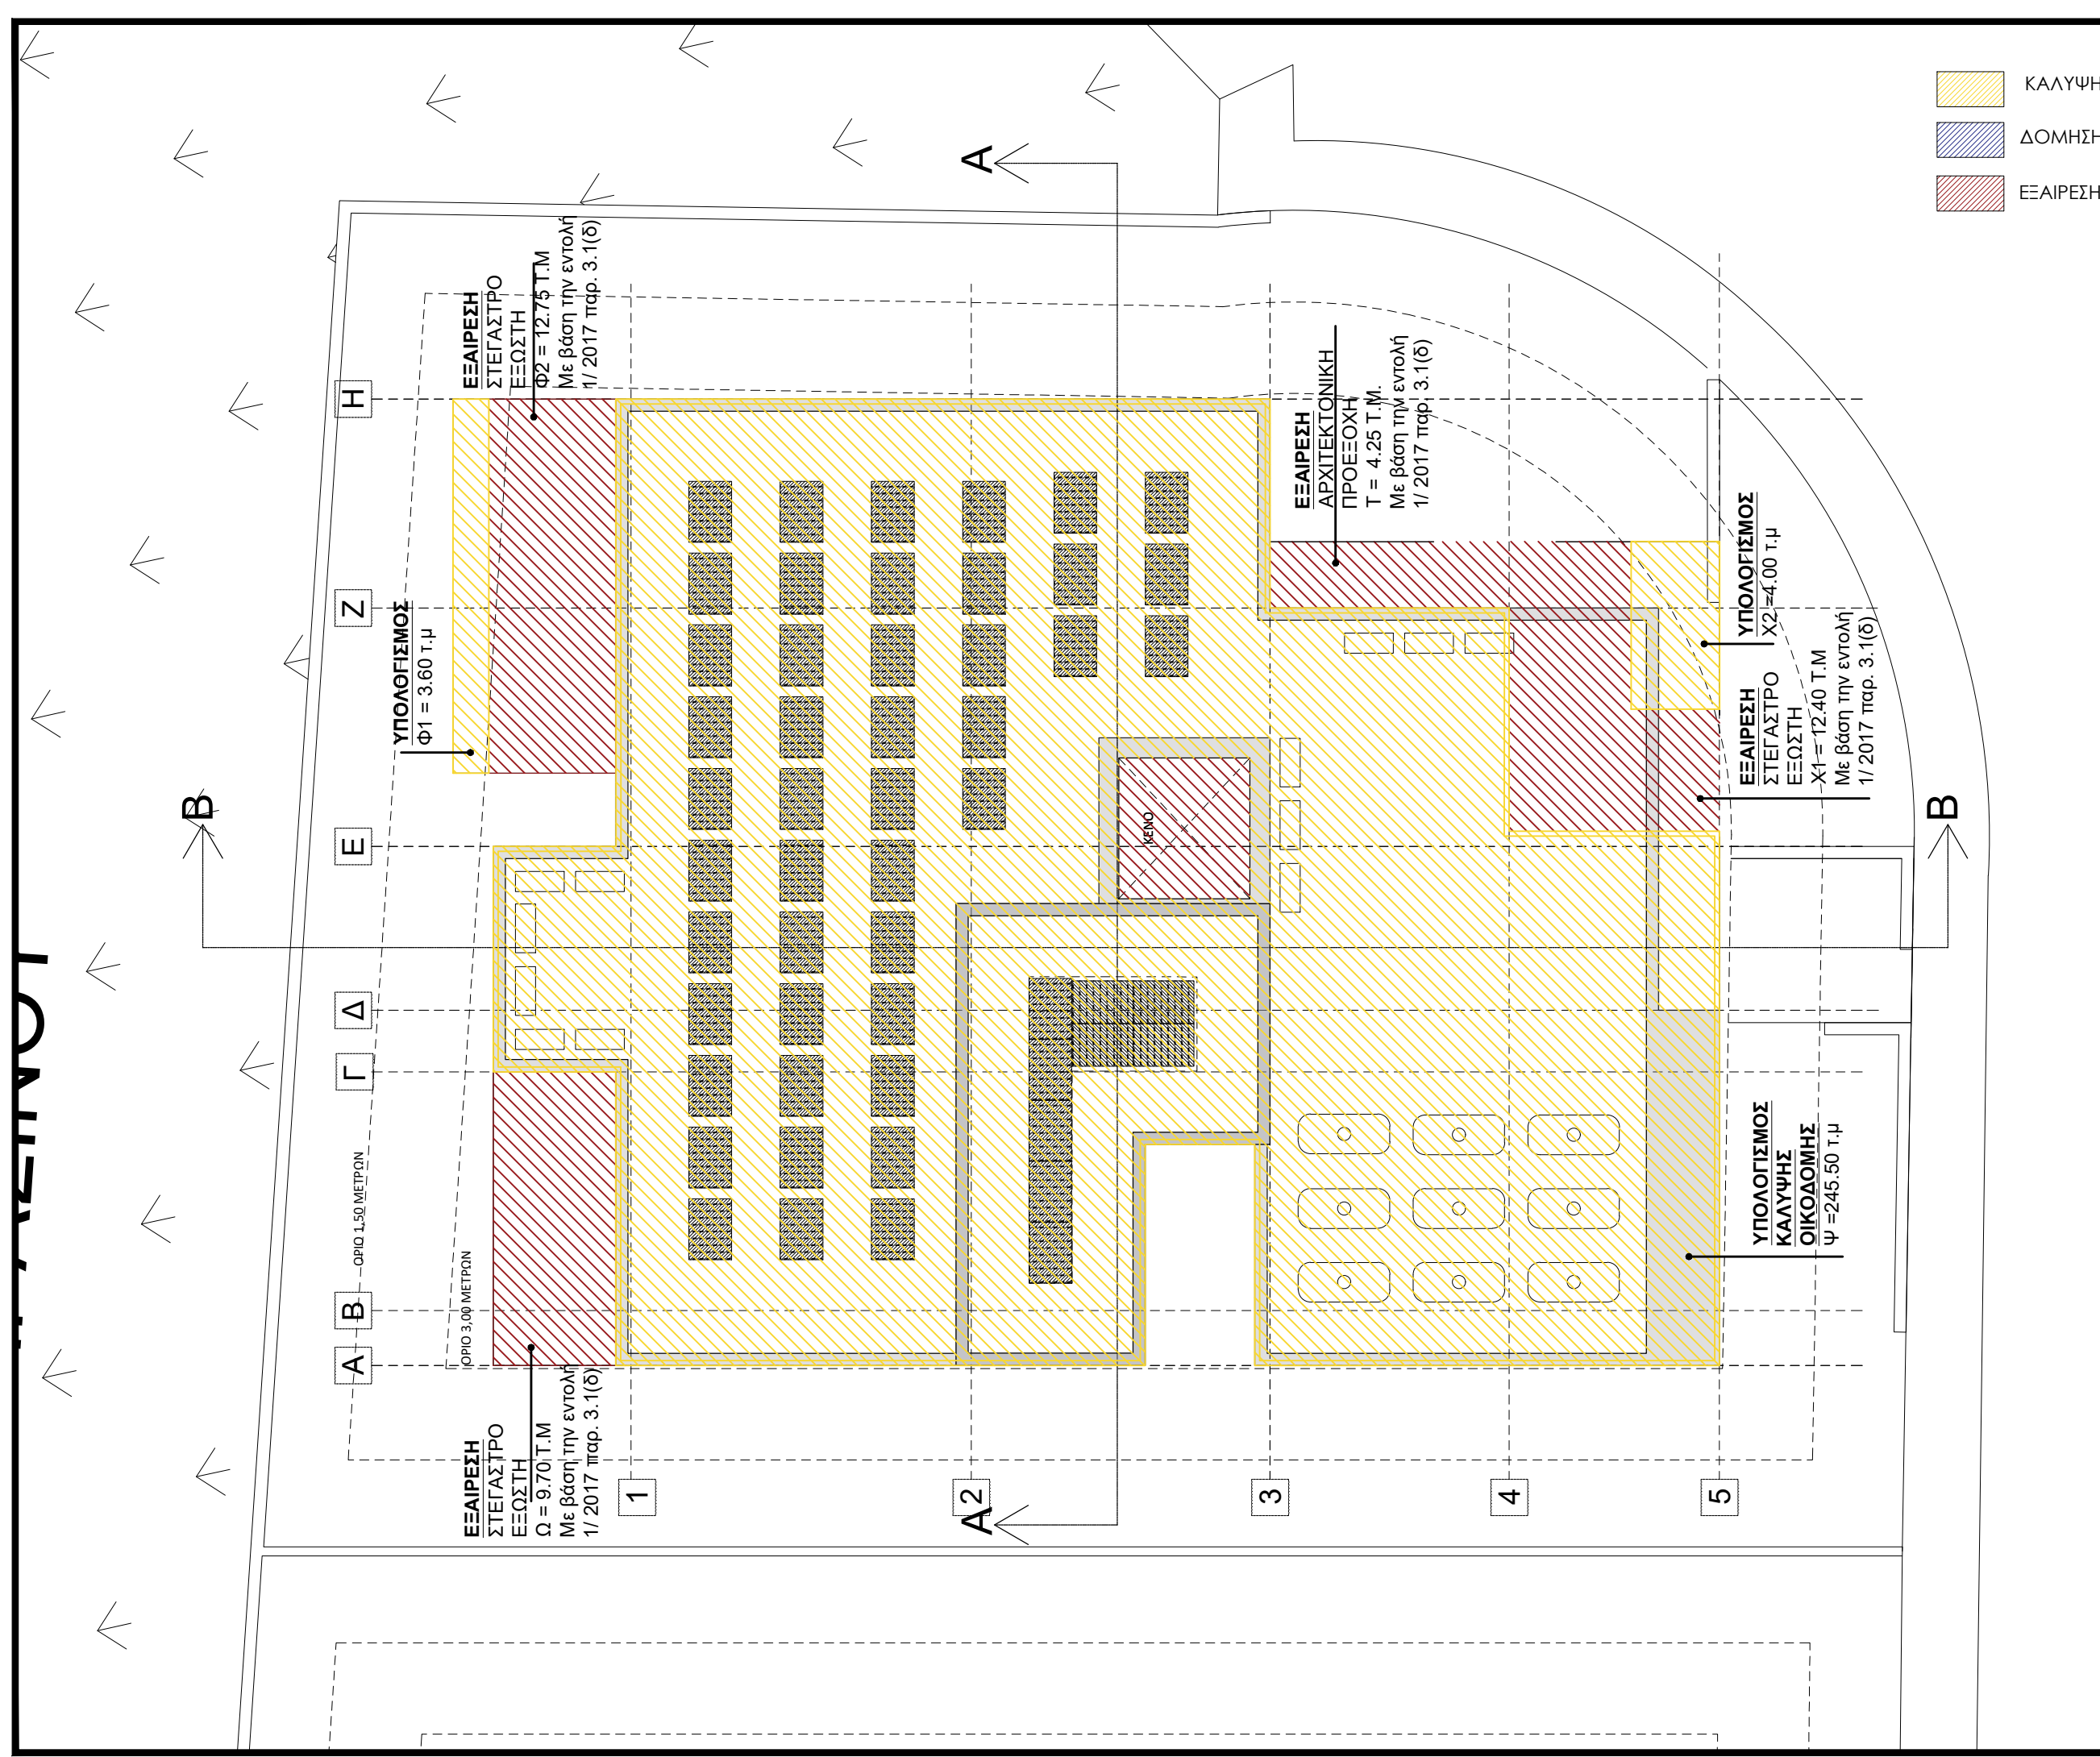 ΚΑΛΥΨΗ
ΔΟΜΗΣΗ
ΕΞΑΙΡΕΣΗ
A
ΕΞΑΙΡΕΣΗ
ΣΤΕΓΑΣΤΡΟ
ΕΞΩΣΤΗ
Φ2 = 12.75 Τ.Μ
Με βάση την εντολή
1/ 2017 παρ. 3.1(δ)
ΕΞΑΙΡΕΣΗ
ΑΡΧΙΤΕΚΤΟΝΙΚΗ
ΠΡΟΕΞΟΧΗ
Τ = 4.25 Τ.Μ.
Με βάση την εντολή
1/ 2017 παρ. 3.1(δ)
ΥΠΟΛΟΓΙΣΜΟΣ
Φ1 = 3.60 τ.μ
ΥΠΟΛΟΓΙΣΜΟΣ
Χ2 =4.00 τ.μ
ΕΞΑΙΡΕΣΗ
ΣΤΕΓΑΣΤΡΟ
ΕΞΩΣΤΗ
Χ1 = 12.40 Τ.Μ
Με βάση την εντολή
1/ 2017 παρ. 3.1(δ)
Η
Ζ
Ε
Δ
Γ
Β
Α
B
B
ΚΕΝΟ
ΥΠΟΛΟΓΙΣΜΟΣ
ΚΑΛΥΨΗΣ
ΟΙΚΟΔΟΜΗΣ
Ψ =245.50 τ.μ
ΟΡΙΟ 1,50 ΜΕΤΡΩΝ
ΟΡΙΟ 3,00 ΜΕΤΡΩΝ
ΕΞΑΙΡΕΣΗ
ΣΤΕΓΑΣΤΡΟ
ΕΞΩΣΤΗ
Ω = 9.70 Τ.Μ
Με βάση την εντολή
1/ 2017 παρ. 3.1(δ)
1
2
3
4
5
A